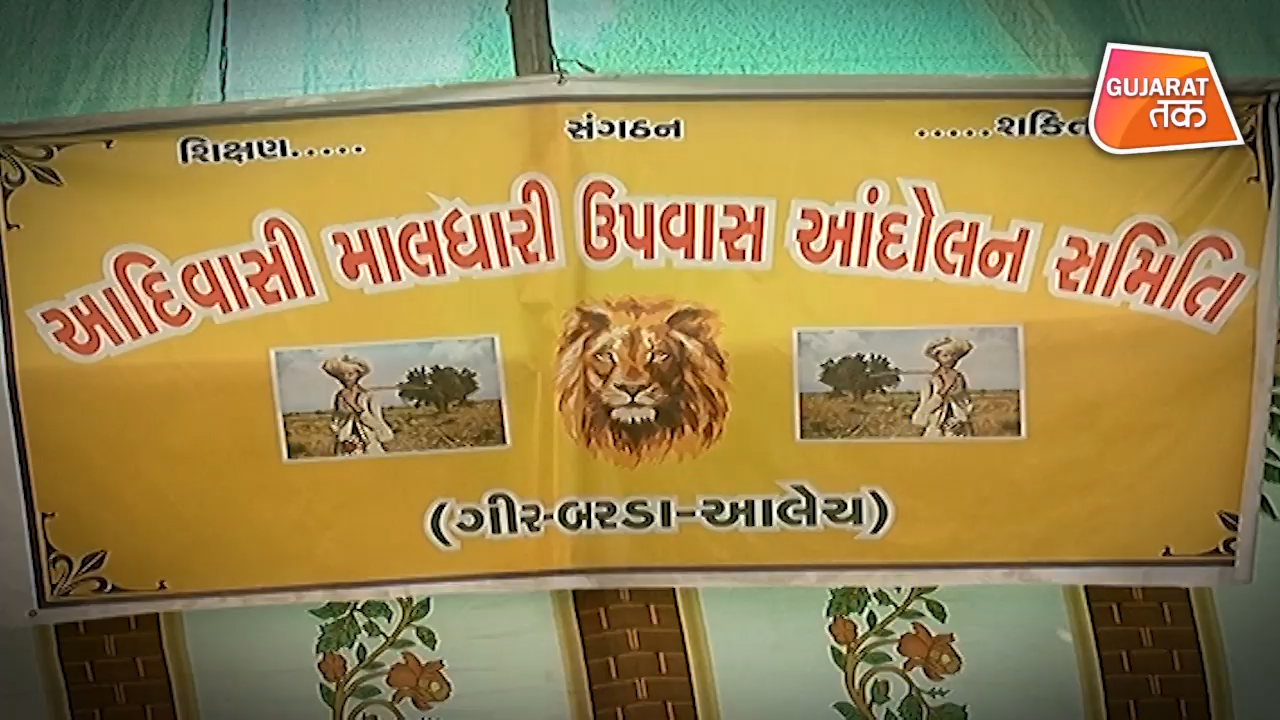 શિક્ષણ..... સંગઠન .....શકિત
GUJARAT
तक
આદિવાસી માલધારી ઉપવાસ આંદોલન સમિતિ
(ગીર-બરડા-આલેચ)